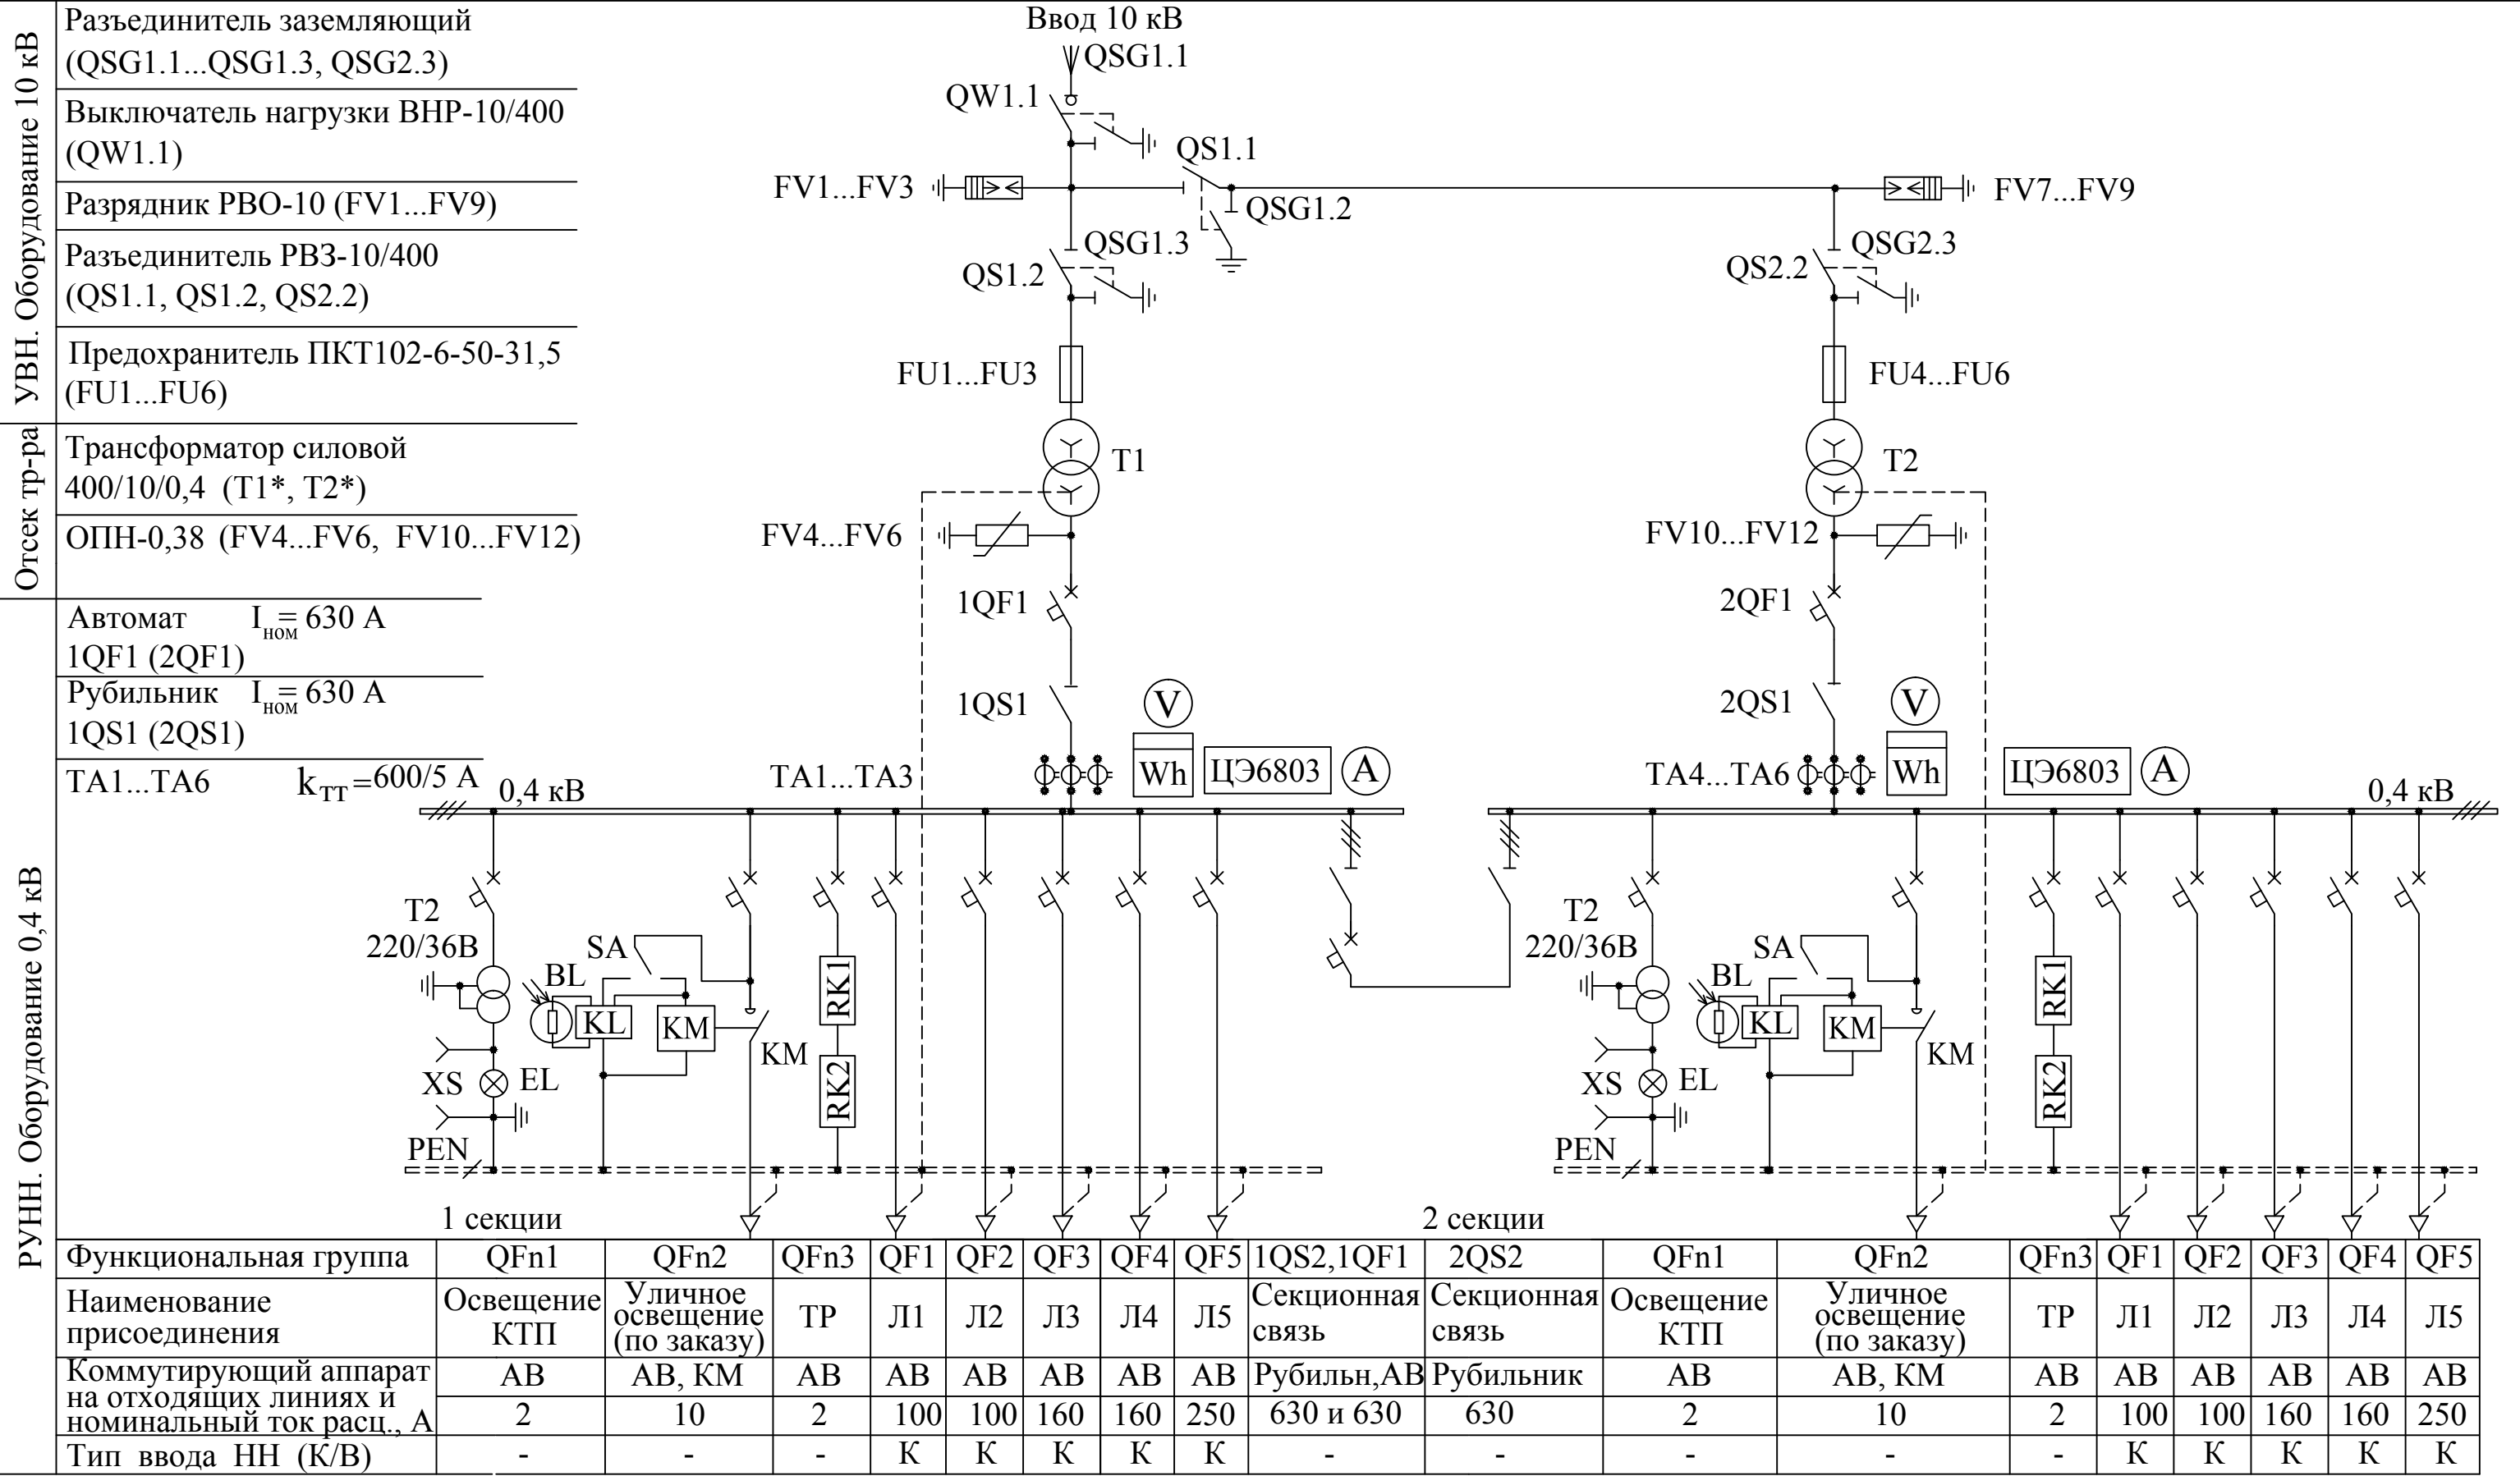 УВН. Оборудование 10 кВ
Разъединитель заземляющий
(QSG1.1...QSG1.3, QSG2.3)
Выключатель нагрузки ВНР-10/400
(QW1.1)
Разрядник РВО-10 (FV1...FV9)
Разъединитель РВЗ-10/400
(QS1.1, QS1.2, QS2.2)
Предохранитель ПКТ102-6-50-31,5
(FU1...FU6)
Отсек тр-ра
Трансформатор силовой
400/10/0,4 (Т1*, Т2*)
ОПН-0,38 (FV4...FV6, FV10...FV12)
РУНН. Оборудование 0,4 кВ
Автомат Iном= 630 А
1QF1 (2QF1)
Рубильник Iном= 630 А
1QS1 (2QS1)
ТА1...ТА6 kтт=600/5 А
Ввод 10 кВ
QSG1.1
QW1.1
QS1.1
FV1...FV3
FV7...FV9
QSG1.2
QSG1.3
QSG2.3
QS1.2
QS2.2
FU1...FU3
FU4...FU6
Т1
Т2
FV4...FV6
FV10...FV12
1QF1
2QF1
1QS1
V
2QS1
V
ТА1...ТА3
Wh
ЦЭ6803
А
ТА4...ТА6
Wh
ЦЭ6803
А
0,4 кВ
0,4 кВ
Т2
220/36В
SA
BL
KL
KM
KM
RK1
RK2
XS
EL
PEN
Т2
220/36В
SA
BL
KL
KM
KM
RK1
RK2
XS
EL
PEN
1 секции
2 секции
Функциональная группа QFn1 QFn2 QFn3 QF1 QF2 QF3 QF4 QF5 1QS2,1QF1 2QS2 QFn1 QFn2 QFn3 QF1 QF2 QF3 QF4 QF5
Наименование
присоединения
Освещение
КТП
Уличное
освещение
(по заказу)
ТР Л1 Л2 Л3 Л4 Л5
Секционная
связь
Секционная
связь
Освещение
КТП
Уличное
освещение
(по заказу)
ТР Л1 Л2 Л3 Л4 Л5
Коммутирующий аппарат
на отходящих линиях и
номинальный ток расц., А
АВ АВ, КМ АВ АВ АВ АВ АВ АВ Рубильн,АВ Рубильник АВ АВ, КМ АВ АВ АВ АВ АВ АВ
2 10 2 100 100 160 160 250 630 и 630 630 2 10 2 100 100 160 160 250
Тип ввода НН (К/В) - - - К К К К К - - - - - К К К К К